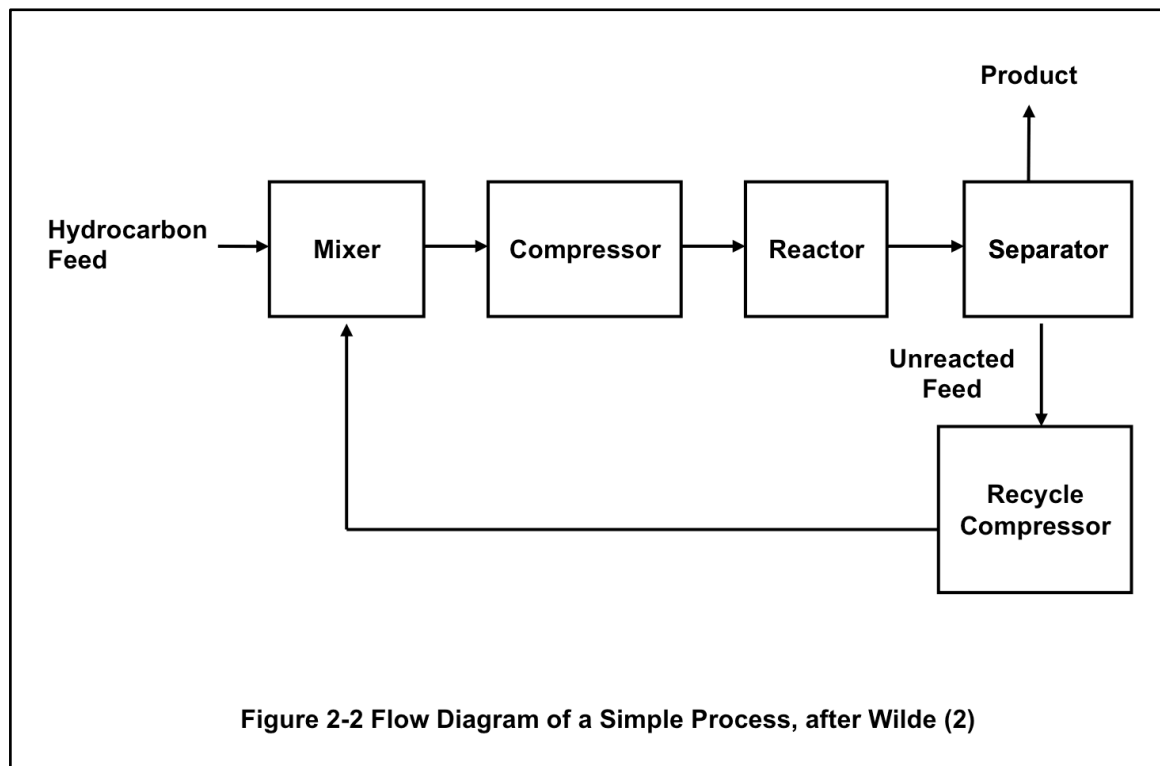 Product
Hydrocarbon
Feed
Mixer
Compressor
Reactor
Separator
Unreacted
Feed
Recycle
Compressor
Figure 2-2 Flow Diagram of a Simple Process, after Wilde (2)